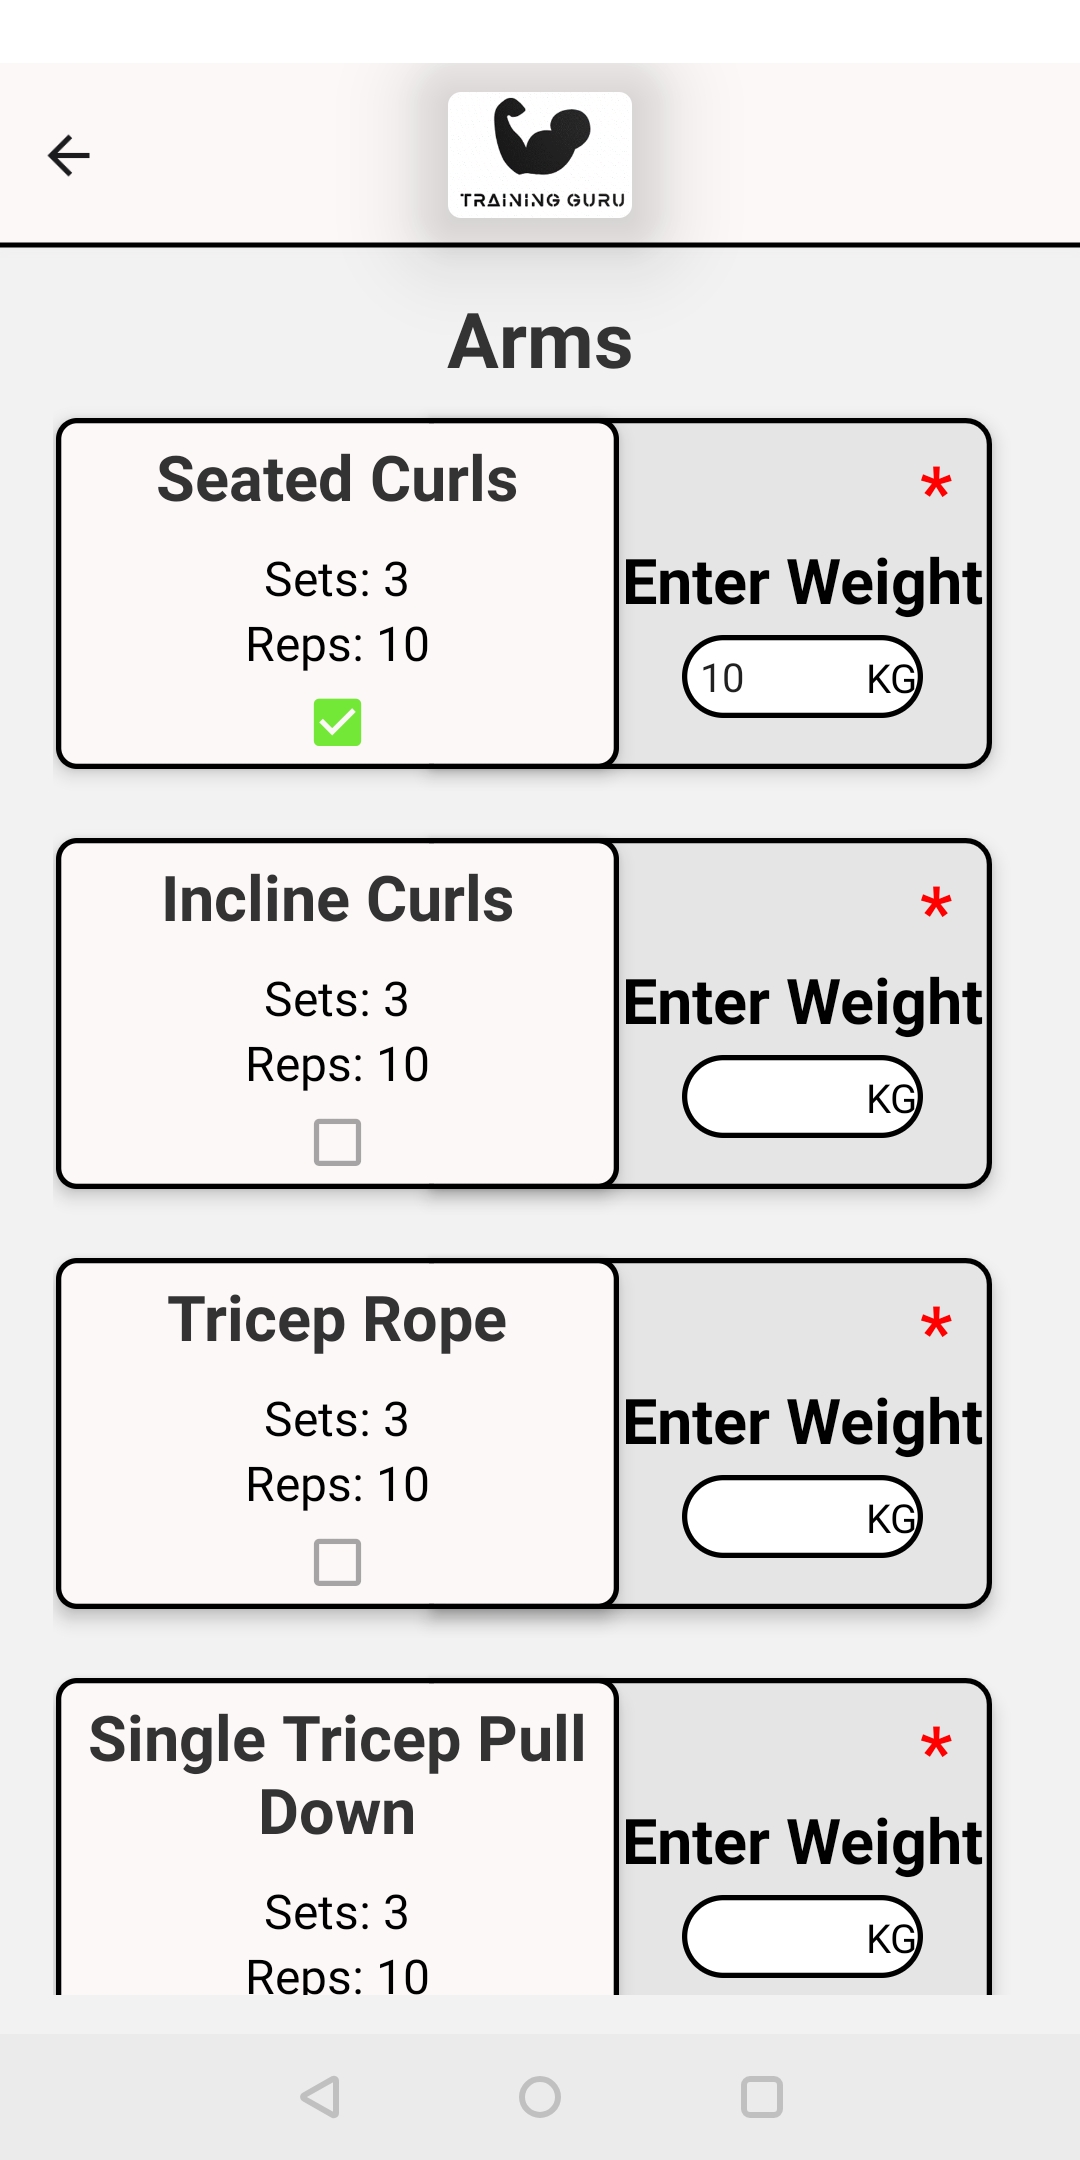 TRAINING GURU
Arms
Seated Curls
Sets: 3
Reps: 10
*
Enter Weight
10 KG
Incline Curls
Sets: 3
Reps: 10
*
Enter Weight
KG
Tricep Rope
Sets: 3
Reps: 10
*
Enter Weight
KG
Single Tricep Pull
Down
Sets: 3
Reps: 10
*
Enter Weight
KG